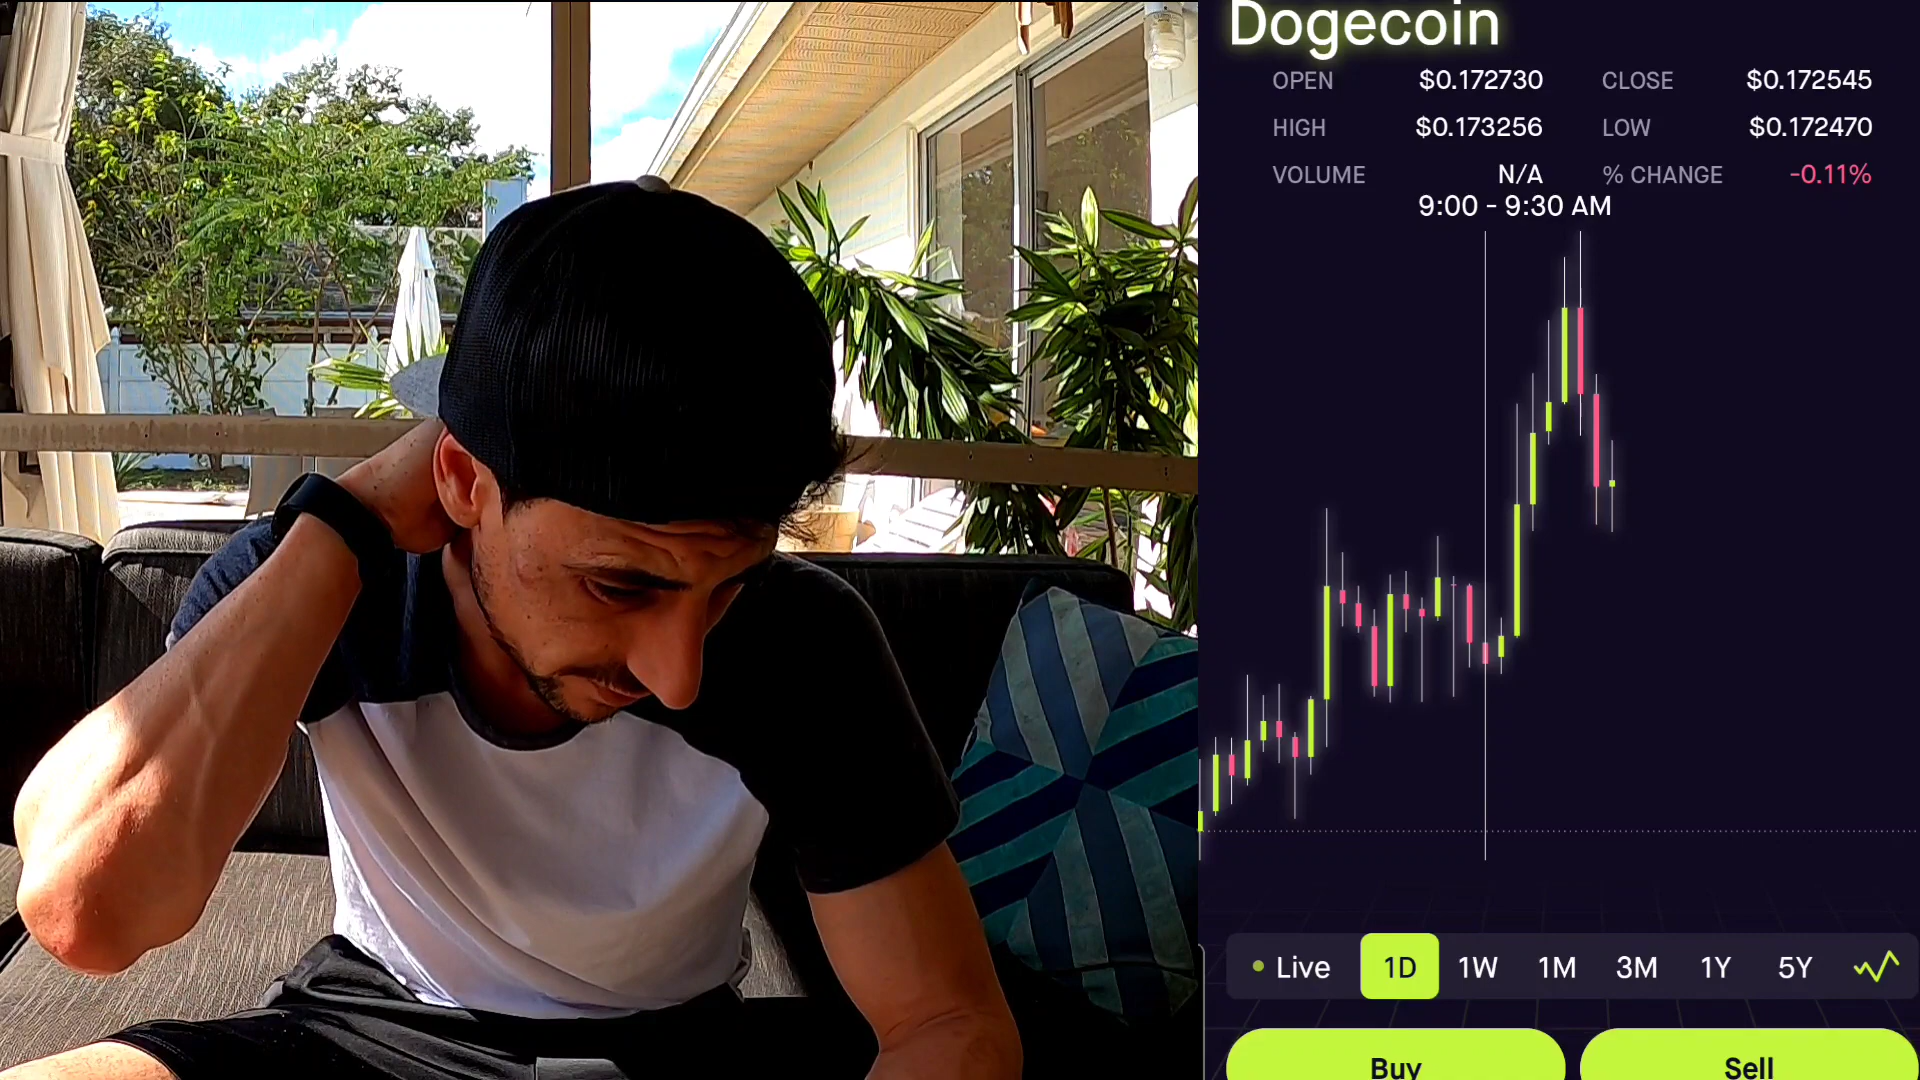 Dogecoin
OPEN $0.172730 CLOSE $0.172545
HIGH $0.173256 LOW $0.172470
VOLUME N/A % CHANGE -0.11%
9:00 - 9:30 AM
Live 1D 1W 1M 3M 1Y 5Y
Buy Sell